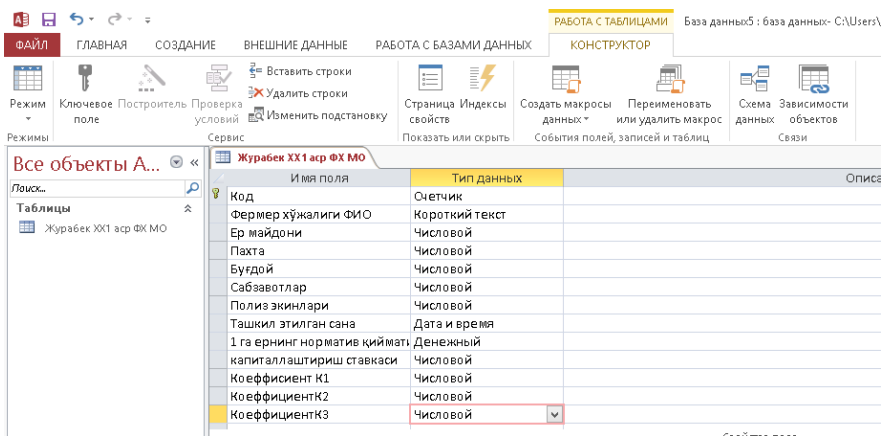 РАБОТА С ТАБЛИЦАМИ База данных5 : база данных- C:\Users\
ФАЙЛ ГЛАВНАЯ СОЗДАНИЕ ВНЕШНИЕ ДАННЫЕ РАБОТА С БАЗАМИ ДАННЫХ КОНСТРУКТОР
Режим
Ключевое поле
Построитель
Проверка условий
Вставить строки
Удалить строки
Изменить подстановку
Страница свойств
Индексы
Создать макросы данных
Переименовать или удалить макрос
Схема данных
Зависимости объектов
Режимы Сервис Показать или скрыть События полей, записей и таблиц Связи
Все объекты A... «
Поиск...
Таблицы
Журабек XX1 аср ФХ МО
Журабек XX1 аср ФХ МО
Имя поля Тип данных Описа
Код Счетчик
Фермер хўжалиги ФИО Короткий текст
Ер майдони Числовой
Пахта Числовой
Буғдой Числовой
Сабзавотлар Числовой
Полиз экинлари Числовой
Ташкил этилган сана Дата и время
1 га ернинг норматив қиймати Денежный
капиталлаштириш ставкаси Числовой
Коеффисиент К1 Числовой
КоеффициентК2 Числовой
КоеффициентК3 Числовой